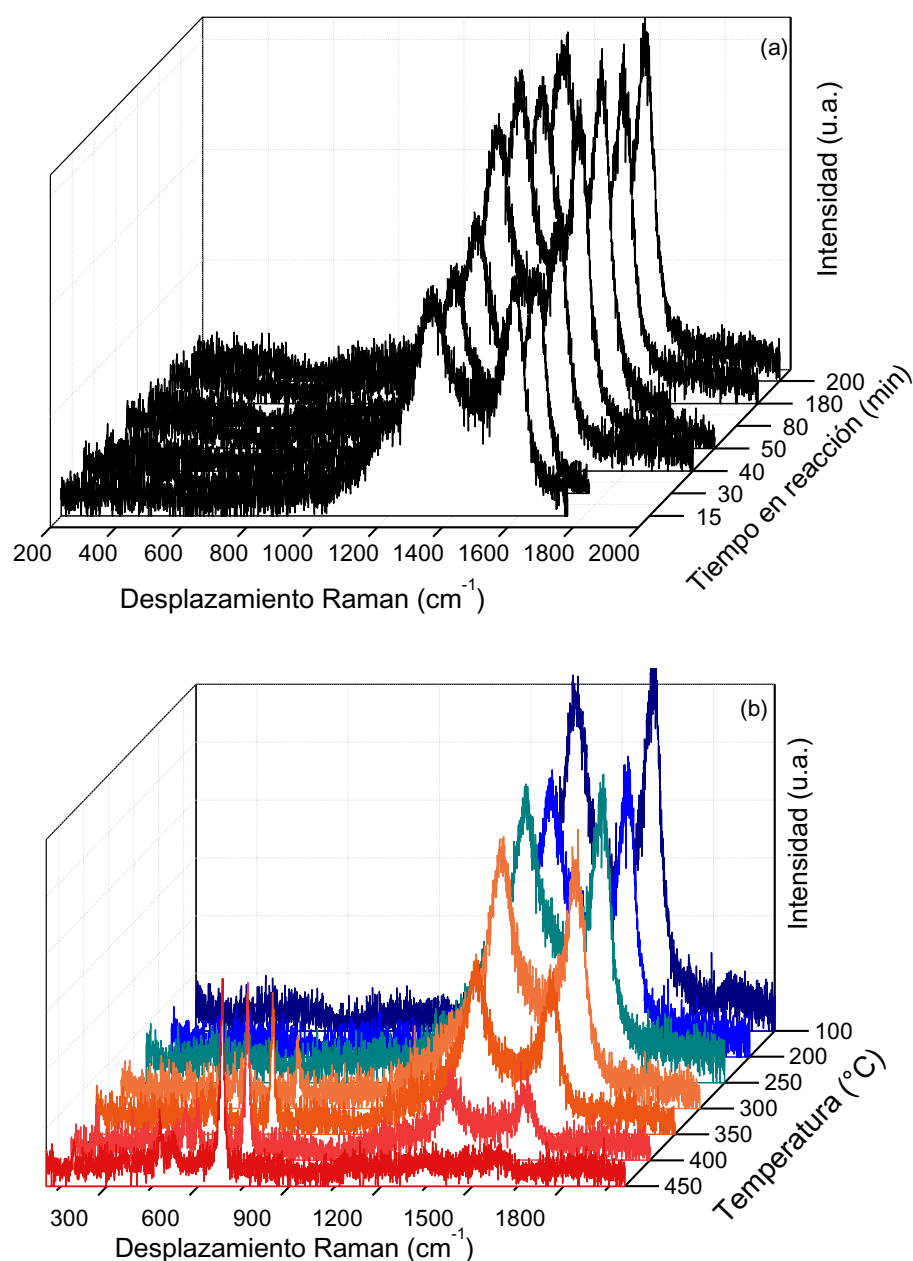 (a)
Intensidad (u.a.)
200
180
80
50
40
30
15
Tiempo en reacción (min)
200 400 600 800 1000 1200 1400 1600 1800 2000
Desplazamiento Raman (cm-1)
(b)
Intensidad (u.a.)
100
200
250
300
350
400
450
Temperatura (°C)
300 600 900 1200 1500 1800
Desplazamiento Raman (cm-1)